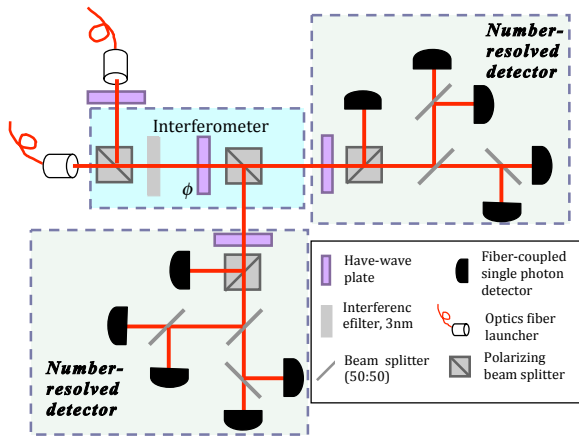 Number-
resolved
detector
Interferometer
ϕ
Number-
resolved
detector
Have-wave
plate
Interferenc
efilter, 3nm
Beam splitter
(50:50)
Fiber-coupled
single photon
detector
Optics fiber
launcher
Polarizing
beam splitter